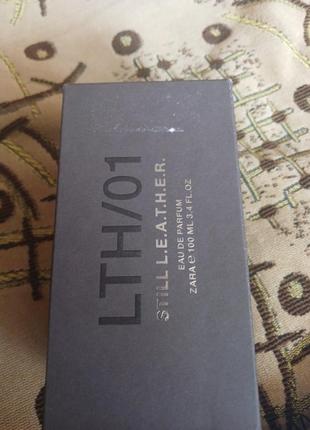 LTH/01
STILL L.E.A.T.H.E.R.
EAU DE PARFUM
ZARA ℮ 100 ML 3.4 FL.OZ